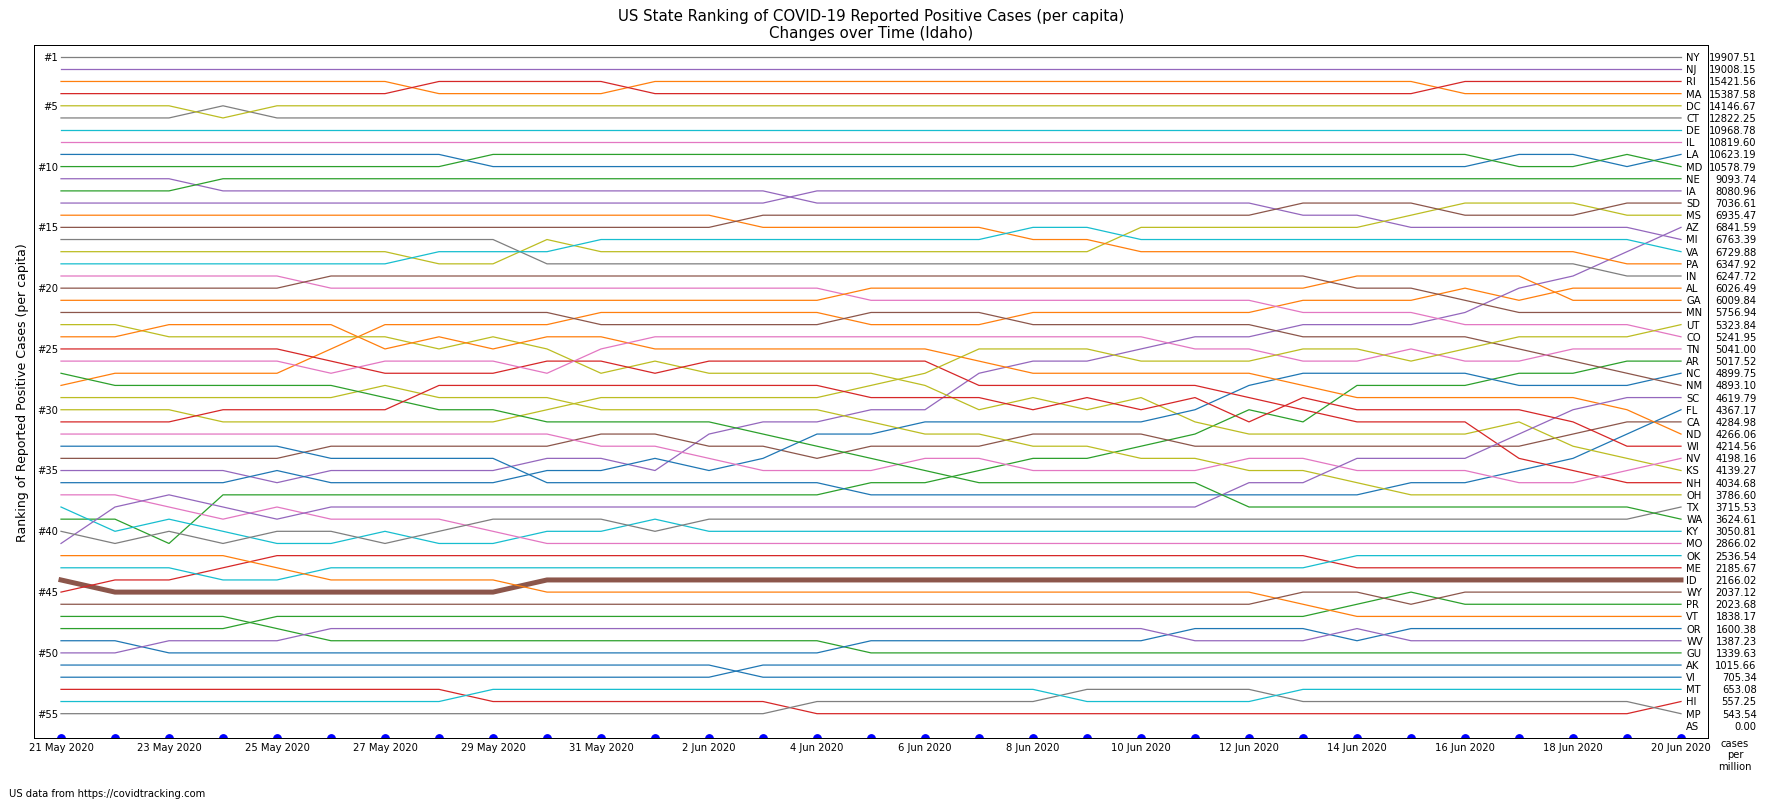 US State Ranking of COVID-19 Reported Positive Cases (per capita)
Changes over Time (Idaho)
Ranking of Reported Positive Cases (per capita)
#1
#5
#10
#15
#20
#25
#30
#35
#40
#45
#50
#55
NY 19907.51
NJ 19008.15
RI 15421.56
MA 15387.58
DC 14146.67
CT 12822.25
DE 10968.78
IL 10819.60
LA 10623.19
MD 10578.79
NE 9093.74
IA 8080.96
SD 7036.61
MS 6935.47
AZ 6841.59
MI 6763.39
VA 6729.88
PA 6347.92
IN 6247.72
AL 6026.49
GA 6009.84
MN 5756.94
UT 5323.84
CO 5241.95
TN 5041.00
AR 5017.52
NC 4899.75
NM 4893.10
SC 4619.79
FL 4367.17
CA 4284.98
ND 4266.06
WI 4214.56
NV 4198.16
KS 4139.27
NH 4034.68
OH 3786.60
TX 3715.53
WA 3624.61
KY 3050.81
MO 2866.02
OK 2536.54
ME 2185.67
ID 2166.02
WY 2037.12
PR 2023.68
VT 1838.17
OR 1600.38
WV 1387.23
GU 1339.63
AK 1015.66
VI 705.34
MT 653.08
HI 557.25
MP 543.54
AS 0.00
21 May 2020 23 May 2020 25 May 2020 27 May 2020 29 May 2020 31 May 2020 2 Jun 2020 4 Jun 2020 6 Jun 2020 8 Jun 2020 10 Jun 2020 12 Jun 2020 14 Jun 2020 16 Jun 2020 18 Jun 2020 20 Jun 2020
cases
per
million
US data from https://covidtracking.com